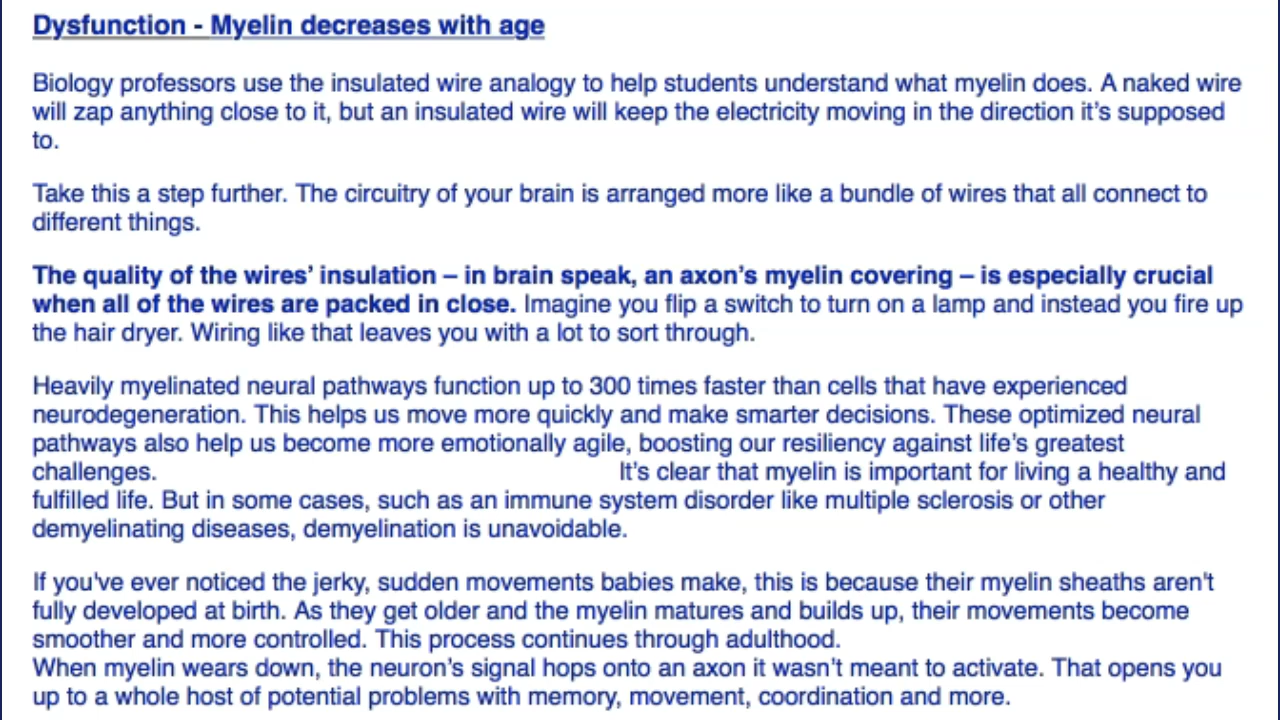 Dysfunction - Myelin decreases with age
Biology professors use the insulated wire analogy to help students understand what myelin does. A naked wire
will zap anything close to it, but an insulated wire will keep the electricity moving in the direction it’s supposed
to.
Take this a step further. The circuitry of your brain is arranged more like a bundle of wires that all connect to
different things.
The quality of the wires’ insulation – in brain speak, an axon’s myelin covering – is especially crucial
when all of the wires are packed in close. Imagine you flip a switch to turn on a lamp and instead you fire up
the hair dryer. Wiring like that leaves you with a lot to sort through.
Heavily myelinated neural pathways function up to 300 times faster than cells that have experienced
neurodegeneration. This helps us move more quickly and make smarter decisions. These optimized neural
pathways also help us become more emotionally agile, boosting our resiliency against life’s greatest
challenges. It’s clear that myelin is important for living a healthy and
fulfilled life. But in some cases, such as an immune system disorder like multiple sclerosis or other
demyelinating diseases, demyelination is unavoidable.
If you've ever noticed the jerky, sudden movements babies make, this is because their myelin sheaths aren't
fully developed at birth. As they get older and the myelin matures and builds up, their movements become
smoother and more controlled. This process continues through adulthood.
When myelin wears down, the neuron’s signal hops onto an axon it wasn’t meant to activate. That opens you
up to a whole host of potential problems with memory, movement, coordination and more.